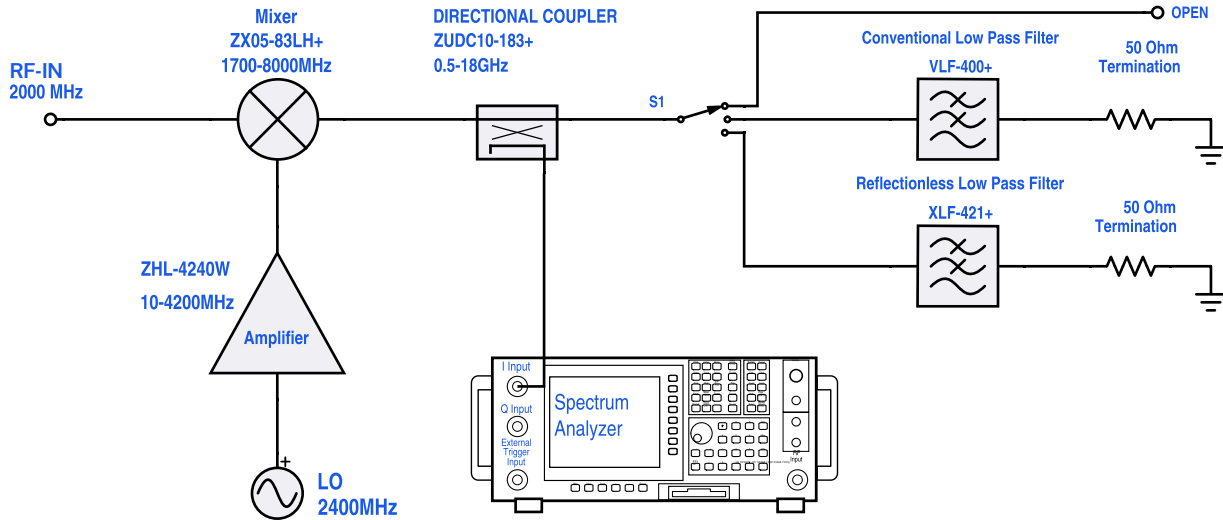 Mixer
ZX05-83LH+
1700-8000MHz
DIRECTIONAL COUPLER
ZUDC10-183+
0.5-18GHz
OPEN
Conventional Low Pass Filter
VLF-400+
50 Ohm
Termination
RF-IN
2000 MHz
S1
Reflectionless Low Pass Filter
XLF-421+
50 Ohm
Termination
ZHL-4240W
10-4200MHz
Amplifier
I Input
Q Input
External
Trigger
Input
Spectrum
Analyzer
RF
Input
+
LO
2400MHz